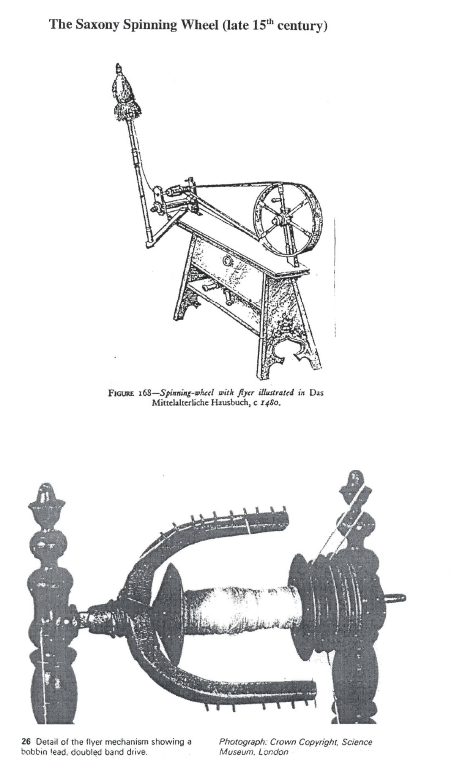 The Saxony Spinning Wheel (late 15th century)
FIGURE 168—Spinning-wheel with flyer illustrated in Das
Mittelalterliche Hausbuch, c 1480.
26 Detail of the flyer mechanism showing a
bobbin lead, doubled band drive.
Photograph: Crown Copyright, Science
Museum, London